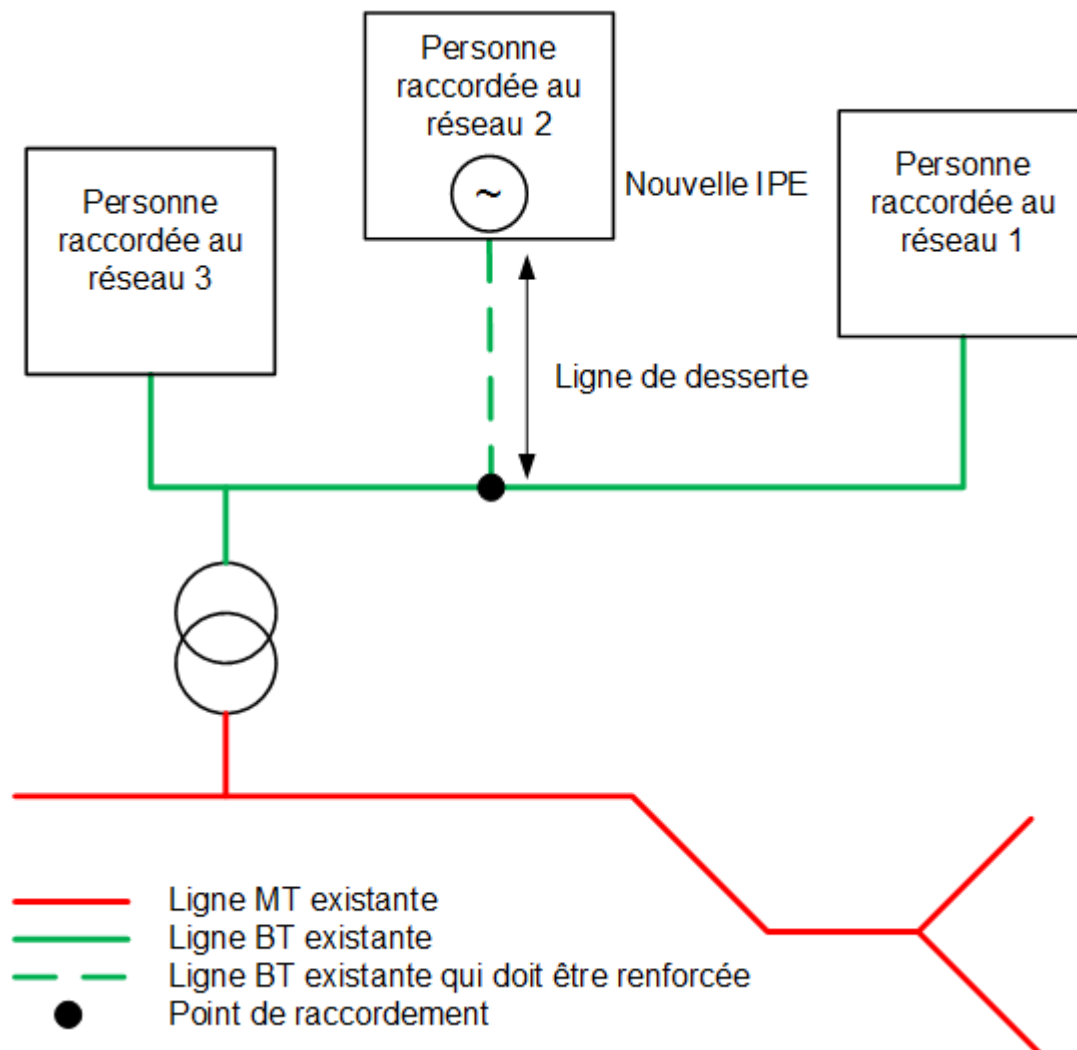 Personne
raccordée au
réseau 2
~
Nouvelle IPE
Personne
raccordée au
réseau 1
Personne
raccordée au
réseau 3
Ligne de desserte
Ligne MT existante
Ligne BT existante
Ligne BT existante qui doit être renforcée
Point de raccordement